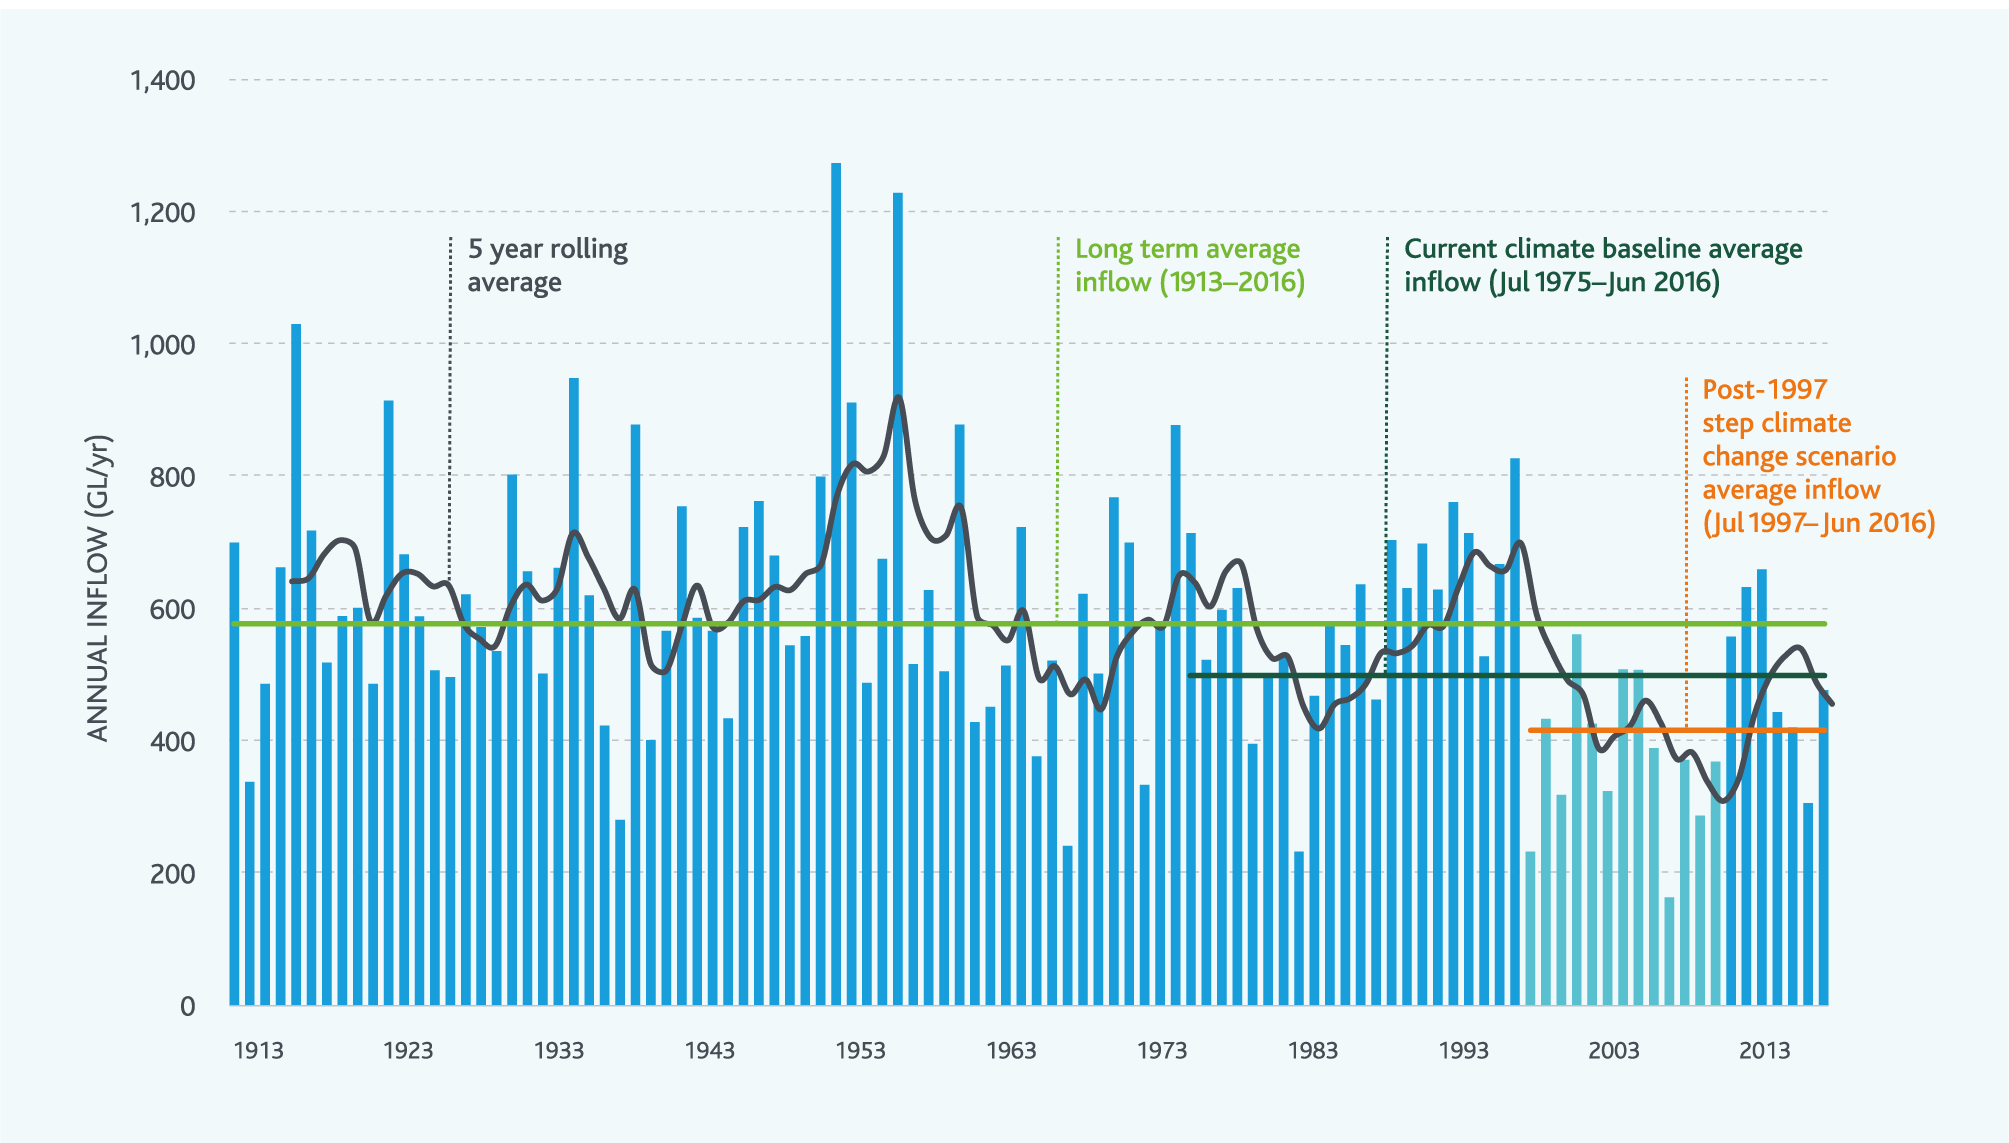 1,400
1,200
1,000
800
600
400
200
0
ANNUAL INFLOW (GL/yr)
5 year rolling
average
Long term average
inflow (1913–2016)
Current climate baseline average
inflow (Jul 1975–Jun 2016)
Post-1997
step climate
change scenario
average inflow
(Jul 1997–Jun 2016)
1913 1923 1933 1943 1953 1963 1973 1983 1993 2003 2013